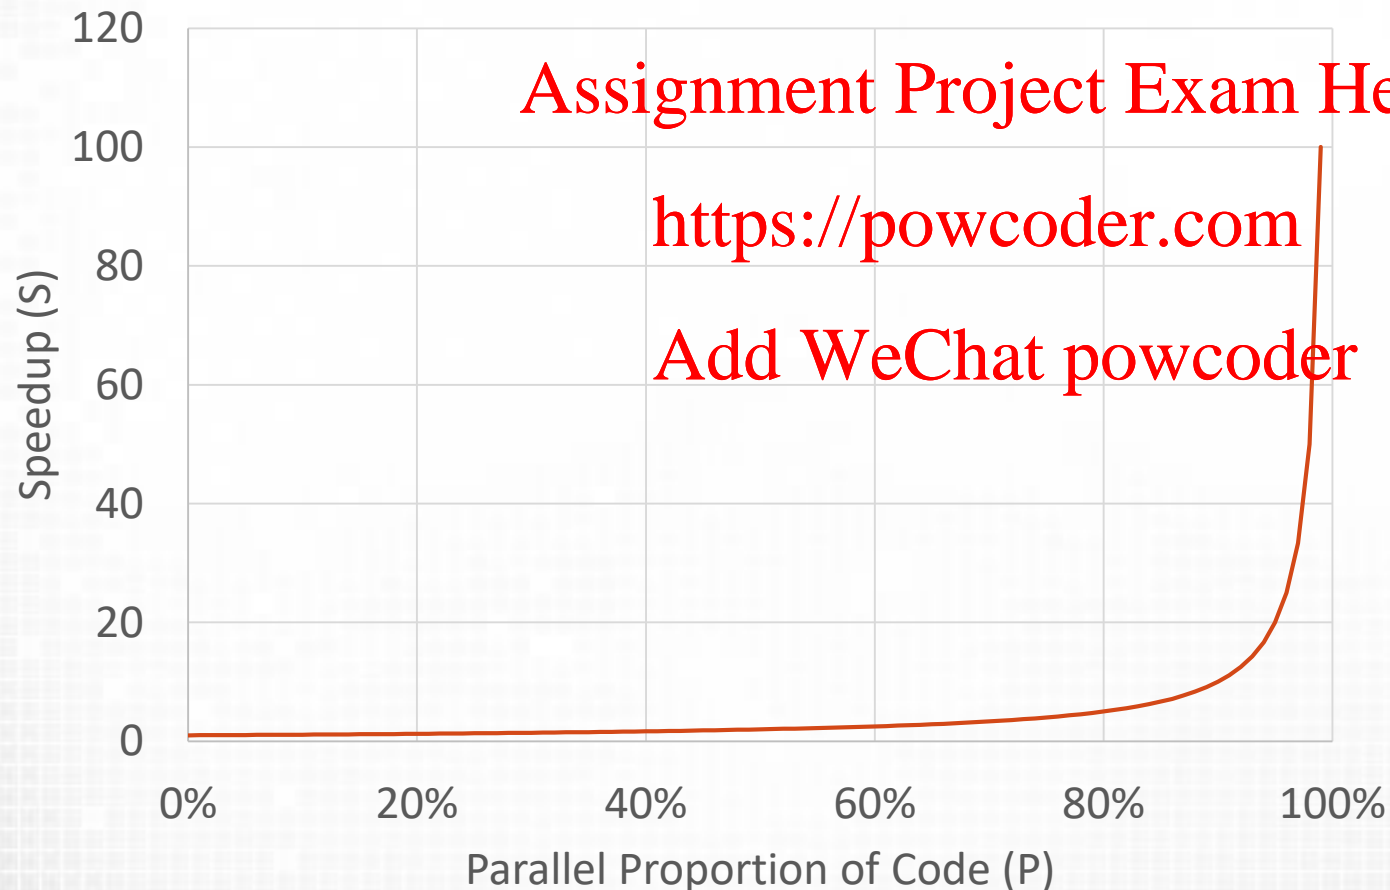 120
Assignment Project Exam He
100
https://powcoder.com
80
Speedup (S)
Add WeChat powcoder
60
40
20
0
0% 20% 40% 60% 80% 100%
Parallel Proportion of Code (P)